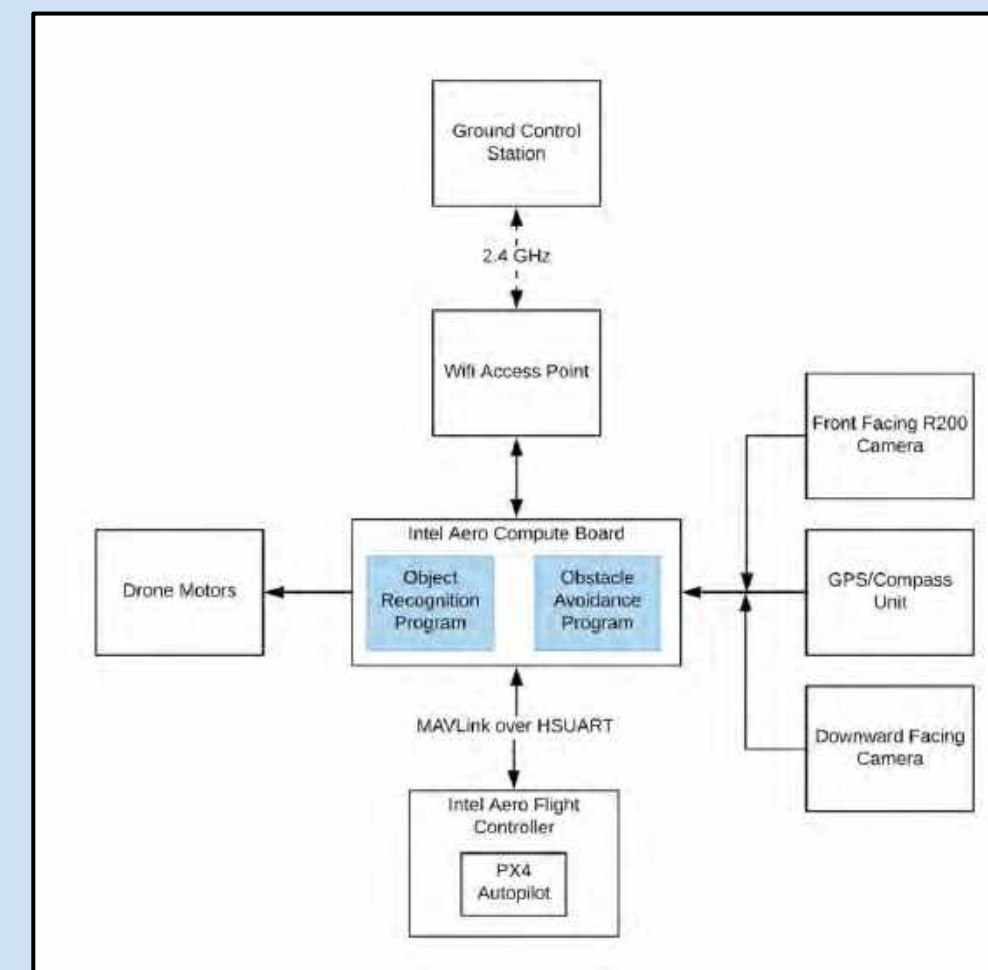 Ground Control
Station
2.4 GHz
Wifi Access Point
Front Facing R200
Camera
Intel Aero Compute Board
Drone Motors
Object
Recognition
Program
Obstacle
Avoidance
Program
GPS/Compass
Unit
MAVLink over HSUART
Downward Facing
Camera
Intel Aero Flight
Controller
PX4
Autopilot